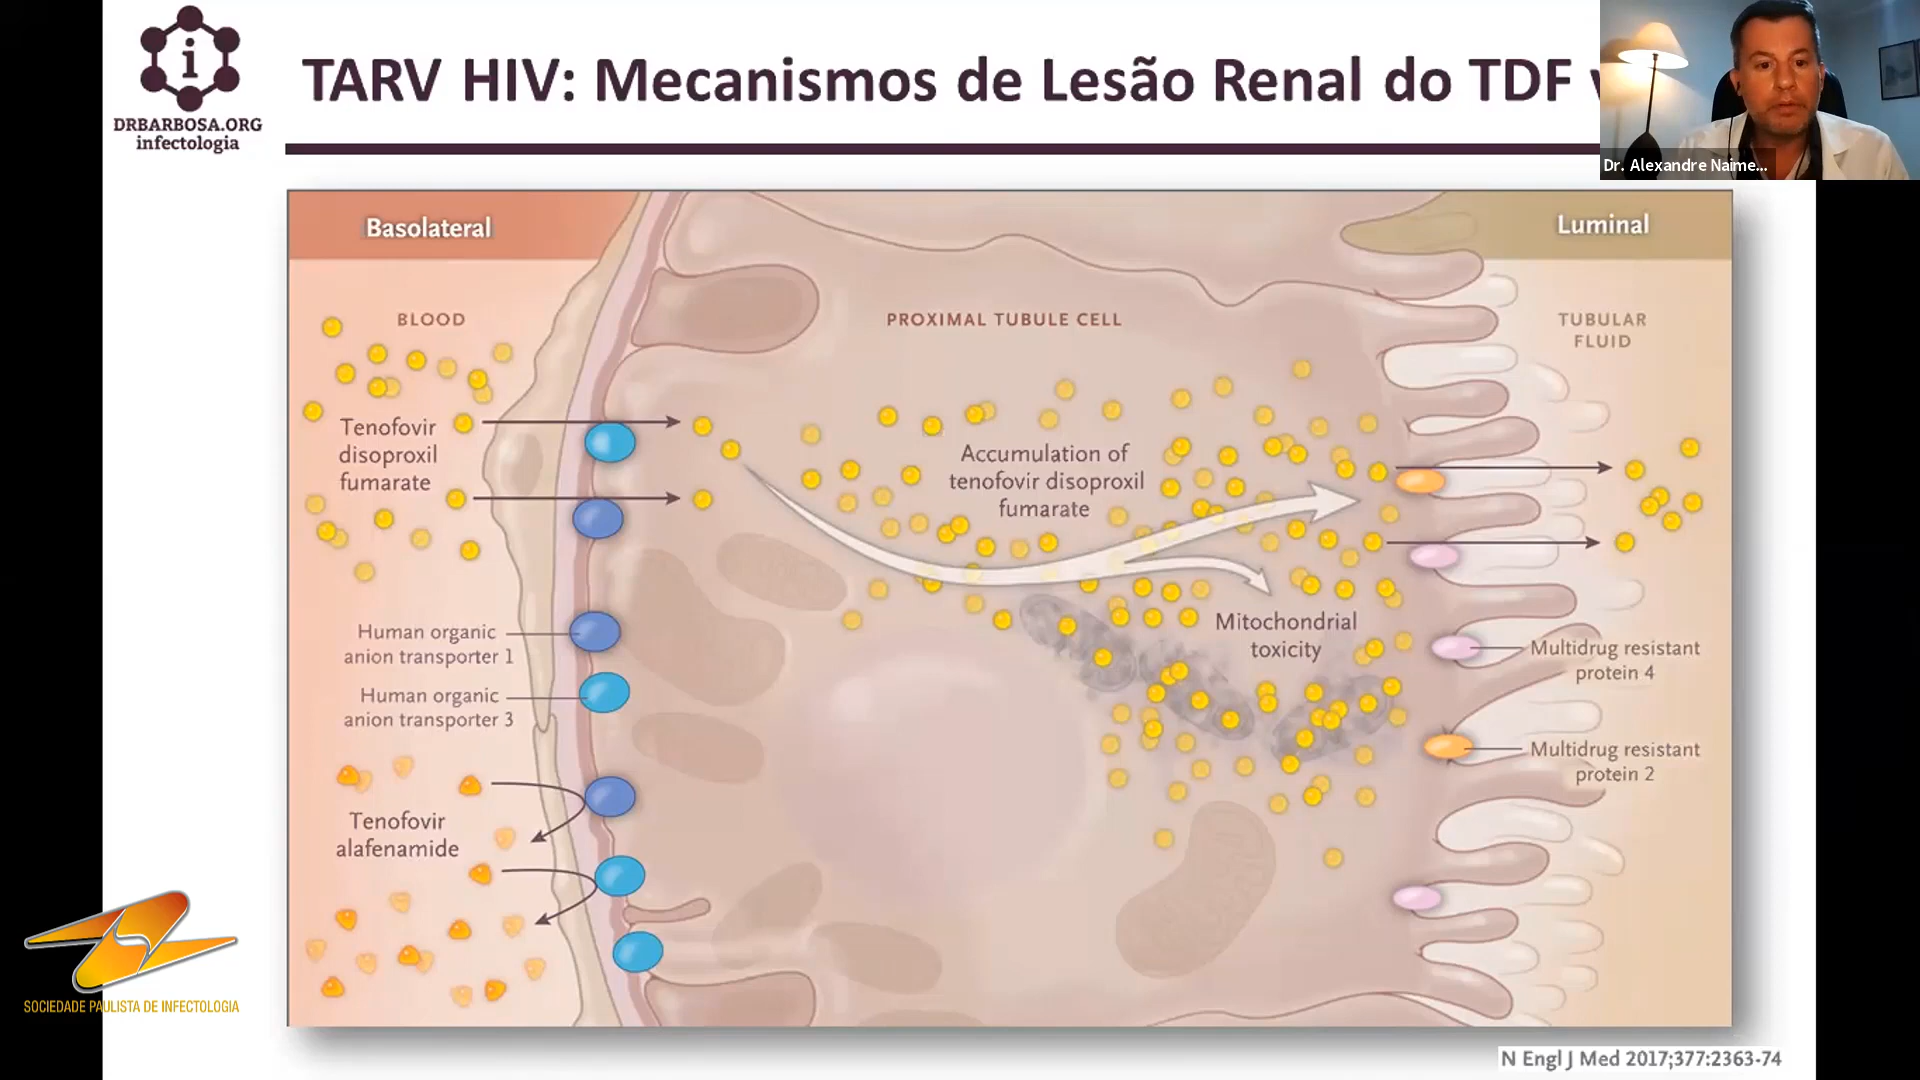 i
DRBARBOSA.ORG
infectologia
TARV HIV: Mecanismos de Lesão Renal do TDF
Dr. Alexandre Naime...
Basolateral
Luminal
BLOOD
PROXIMAL TUBULE CELL
TUBULAR
FLUID
Tenofovir
disoproxil
fumarate
Accumulation of
tenofovir disoproxil
fumarate
Mitochondrial
toxicity
Human organic
anion transporter 1
Human organic
anion transporter 3
Multidrug resistant
protein 4
Multidrug resistant
protein 2
Tenofovir
alafenamide
SOCIEDADE PAULISTA DE INFECTOLOGIA
N Engl J Med 2017;377:2363-74